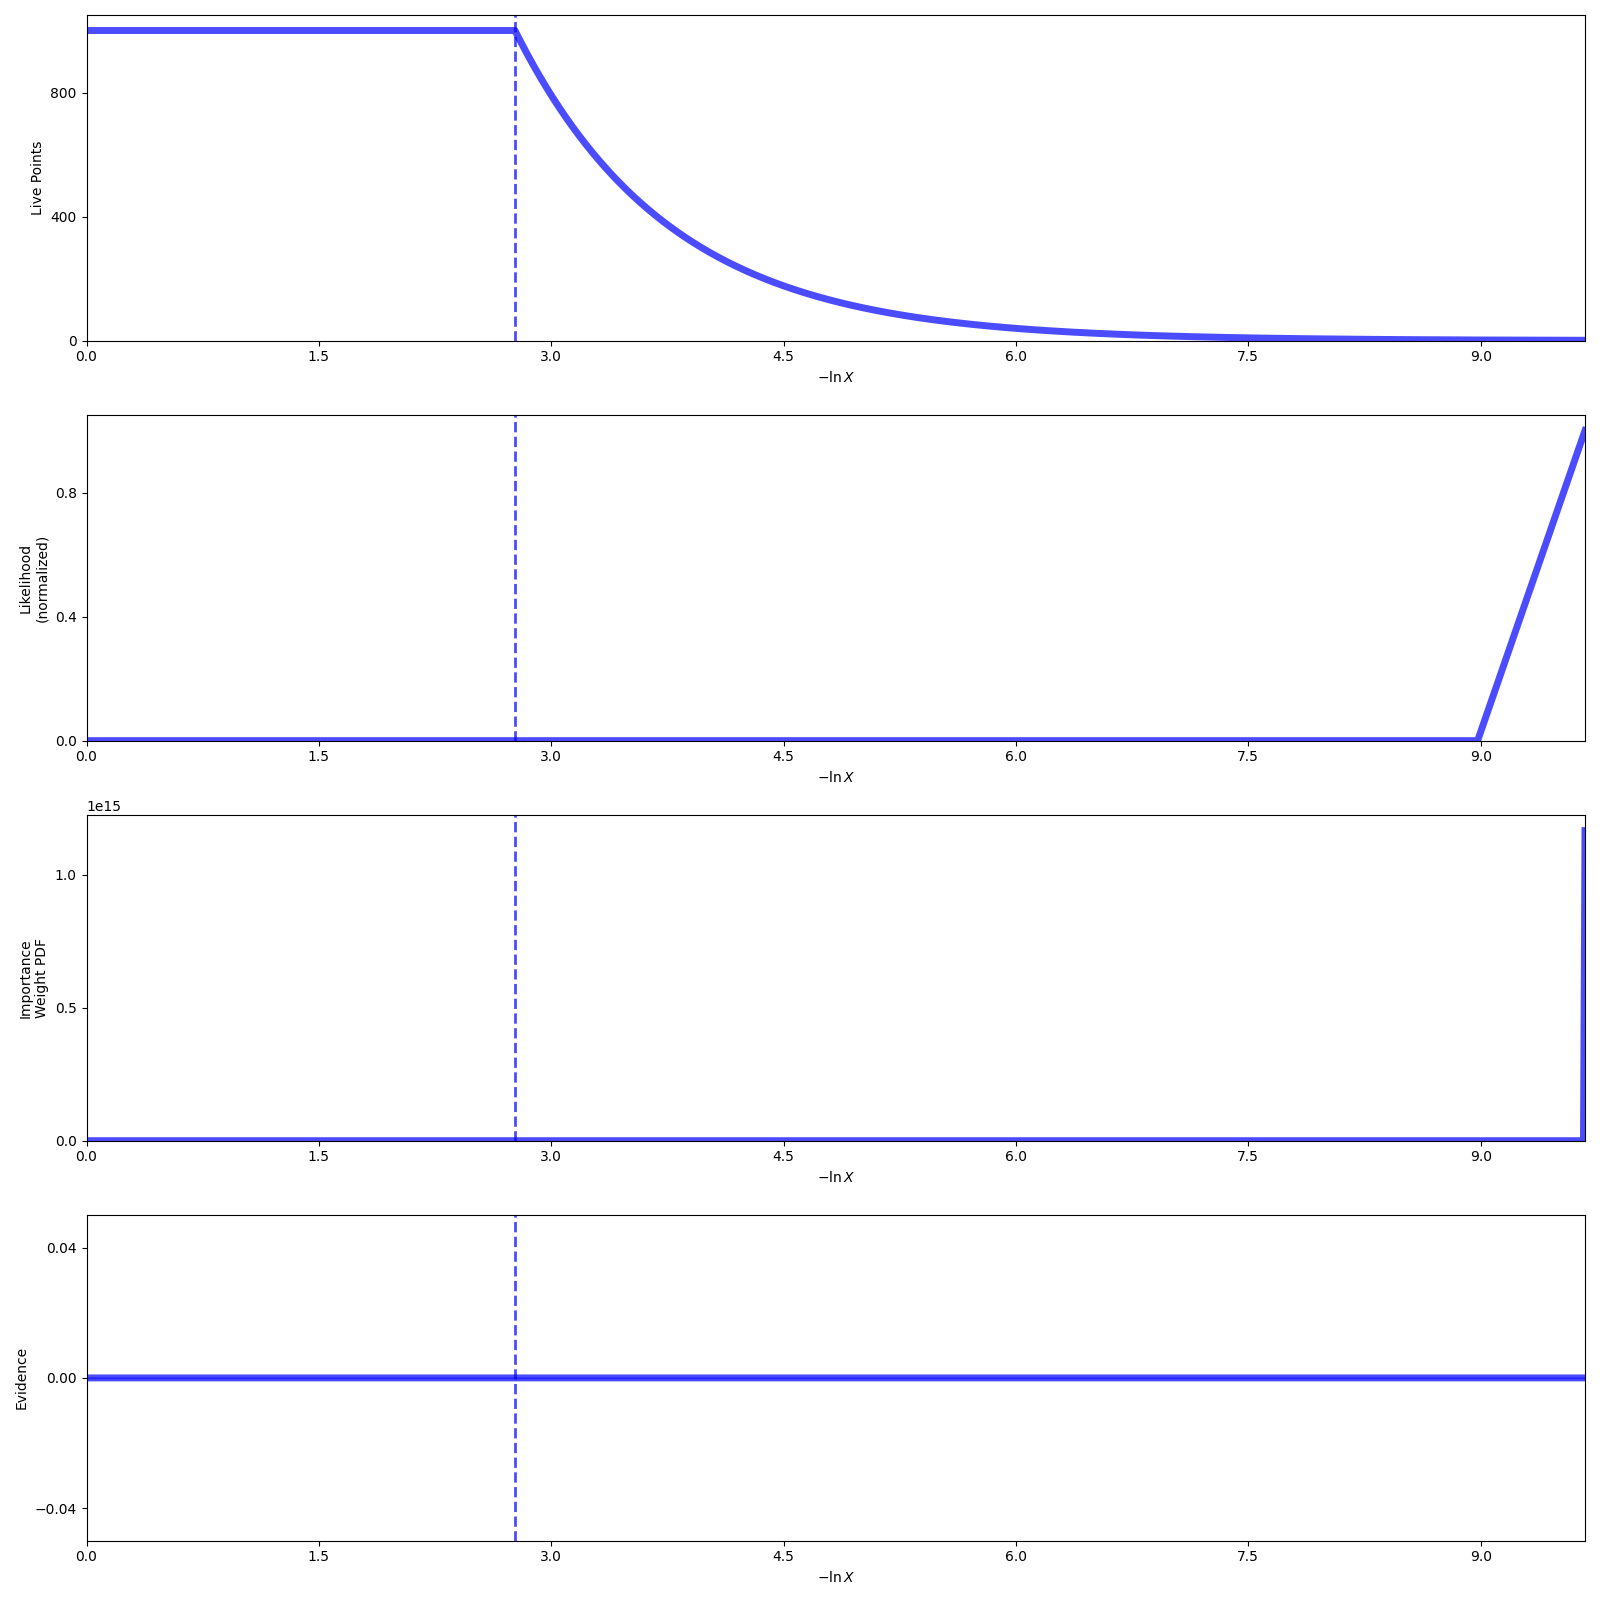 800
400
0
Live Points
0.0 1.5 3.0 4.5 6.0 7.5 9.0
−ln X
0.8
0.4
0.0
Likelihood
(normalized)
0.0 1.5 3.0 4.5 6.0 7.5 9.0
−ln X
1e15
1.0
0.5
0.0
Importance
Weight PDF
0.0 1.5 3.0 4.5 6.0 7.5 9.0
−ln X
0.04
0.00
−0.04
Evidence
0.0 1.5 3.0 4.5 6.0 7.5 9.0
−ln X